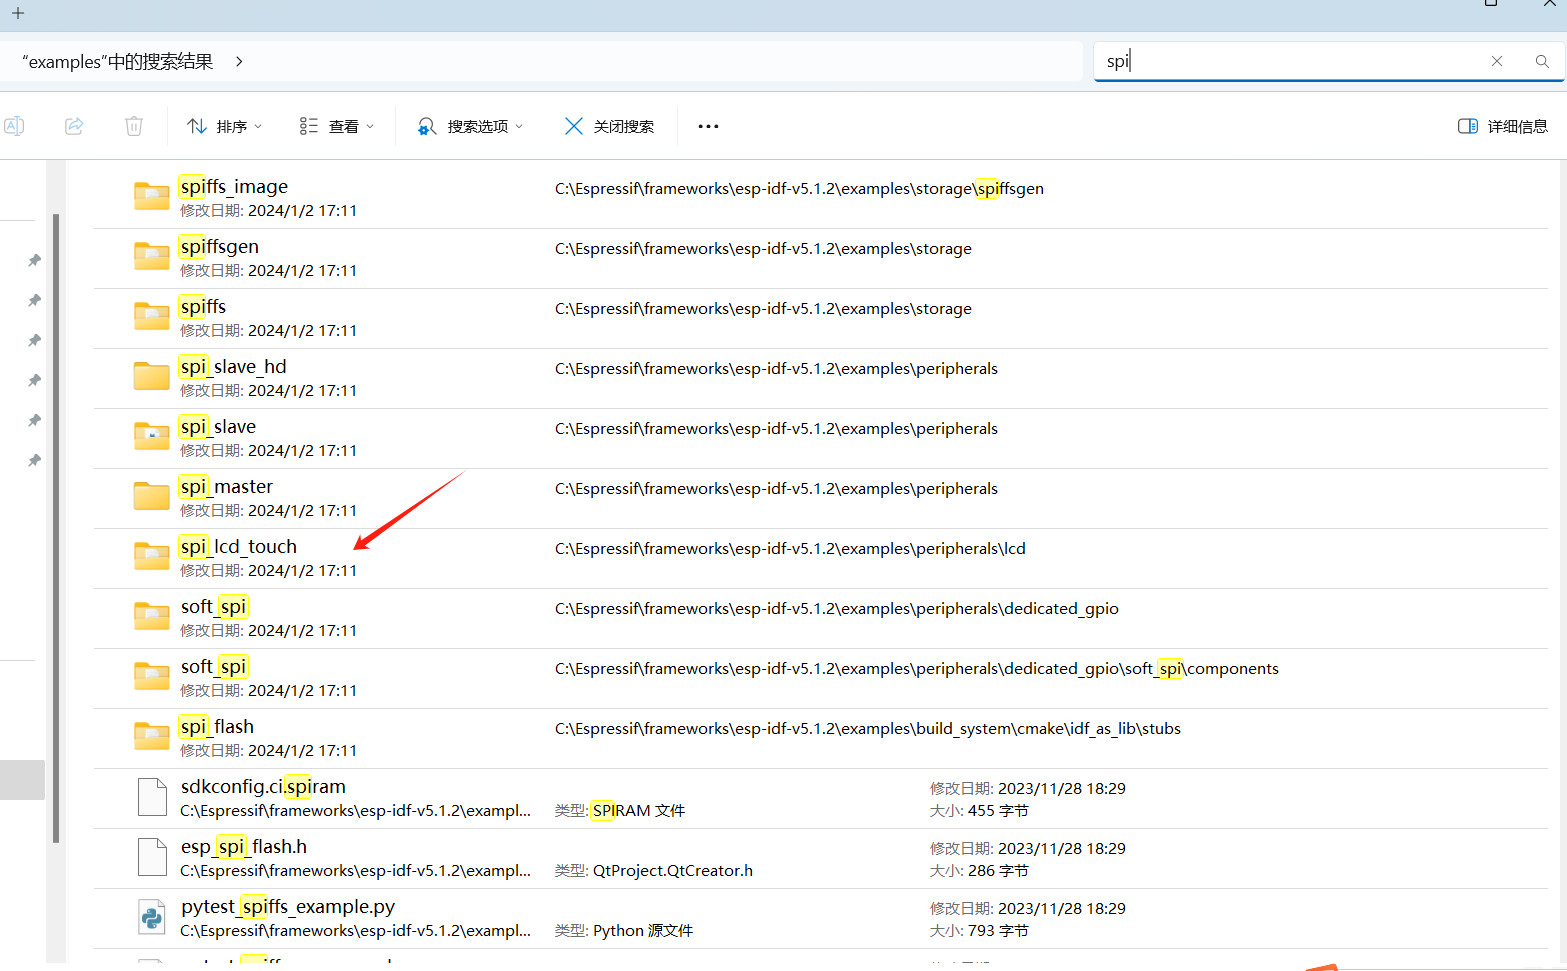 “examples”中的搜索结果
spi
排序
查看
搜索选项
关闭搜索
详细信息
spiffs_image
C:\Espressif\frameworks\esp-idf-v5.1.2\examples\storage\spiffsgen
修改日期: 2024/1/2 17:11
spiffsgen
C:\Espressif\frameworks\esp-idf-v5.1.2\examples\storage
修改日期: 2024/1/2 17:11
spiffs
C:\Espressif\frameworks\esp-idf-v5.1.2\examples\storage
修改日期: 2024/1/2 17:11
spi_slave_hd
C:\Espressif\frameworks\esp-idf-v5.1.2\examples\peripherals
修改日期: 2024/1/2 17:11
spi_slave
C:\Espressif\frameworks\esp-idf-v5.1.2\examples\peripherals
修改日期: 2024/1/2 17:11
spi_master
C:\Espressif\frameworks\esp-idf-v5.1.2\examples\peripherals
修改日期: 2024/1/2 17:11
spi_lcd_touch
C:\Espressif\frameworks\esp-idf-v5.1.2\examples\peripherals\lcd
修改日期: 2024/1/2 17:11
soft_spi
C:\Espressif\frameworks\esp-idf-v5.1.2\examples\peripherals\dedicated_gpio
修改日期: 2024/1/2 17:11
soft_spi
C:\Espressif\frameworks\esp-idf-v5.1.2\examples\peripherals\dedicated_gpio\soft_spi\components
修改日期: 2024/1/2 17:11
spi_flash
C:\Espressif\frameworks\esp-idf-v5.1.2\examples\build_system\cmake\idf_as_lib\stubs
修改日期: 2024/1/2 17:11
sdkconfig.ci.spiram
修改日期: 2023/11/28 18:29
C:\Espressif\frameworks\esp-idf-v5.1.2\exampl...
类型: SPIRAM 文件
大小: 455 字节
esp_spi_flash.h
修改日期: 2023/11/28 18:29
C:\Espressif\frameworks\esp-idf-v5.1.2\exampl...
类型: QtProject.QtCreator.h
大小: 286 字节
pytest_spiffs_example.py
修改日期: 2023/11/28 18:29
C:\Espressif\frameworks\esp-idf-v5.1.2\exampl...
类型: Python 源文件
大小: 793 字节